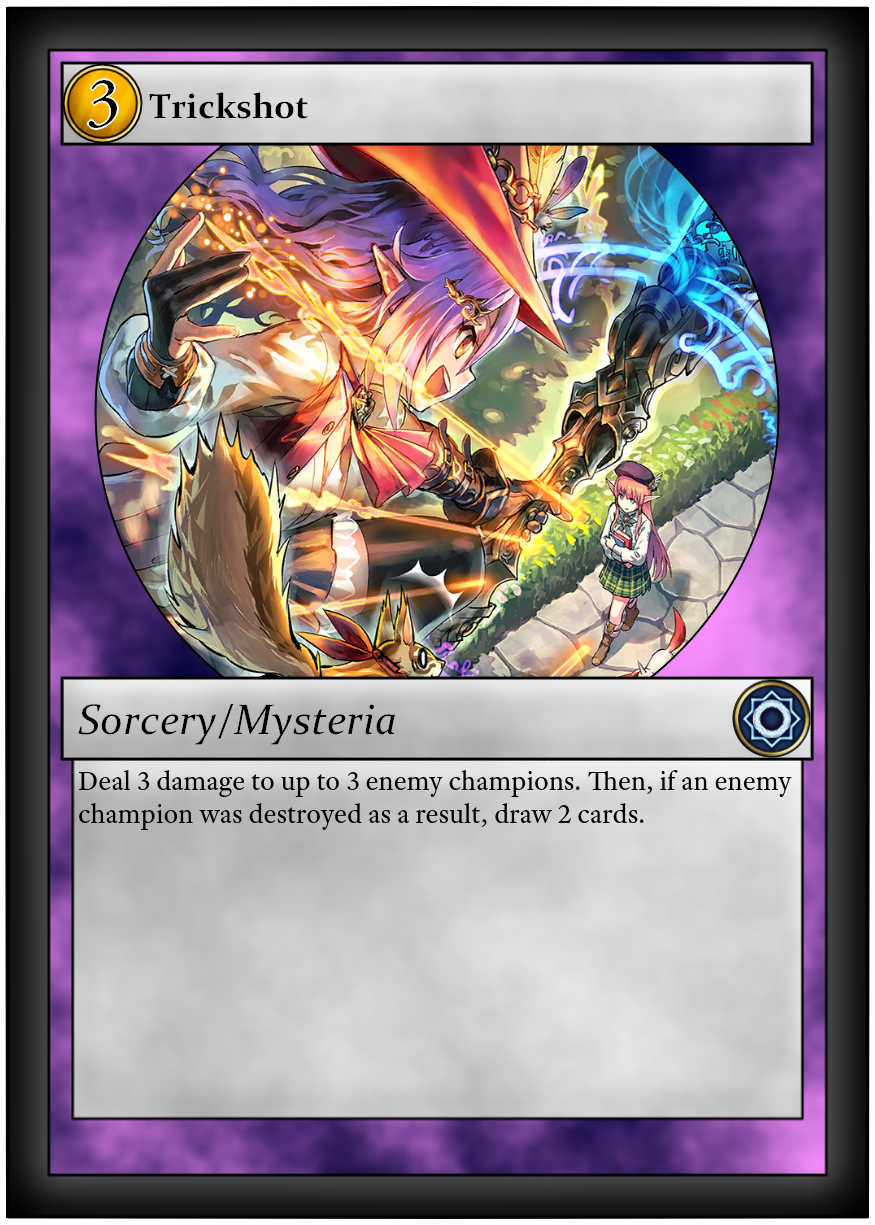 3 Trickshot
Sorcery/Mysteria
Deal 3 damage to up to 3 enemy champions. Then, if an enemy
champion was destroyed as a result, draw 2 cards.